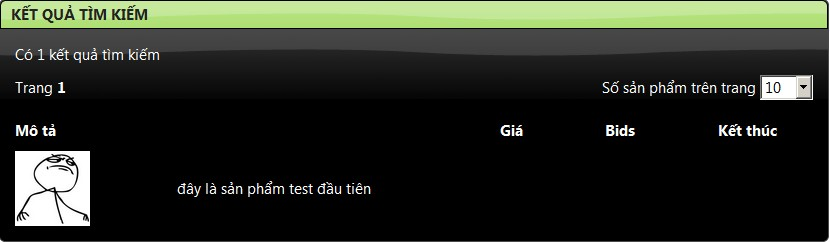 KẾT QUẢ TÌM KIẾM
Có 1 kết quả tìm kiếm
Trang 1 Số sản phẩm trên trang 10
Mô tả Giá Bids Kết thúc
đây là sản phẩm test đầu tiên